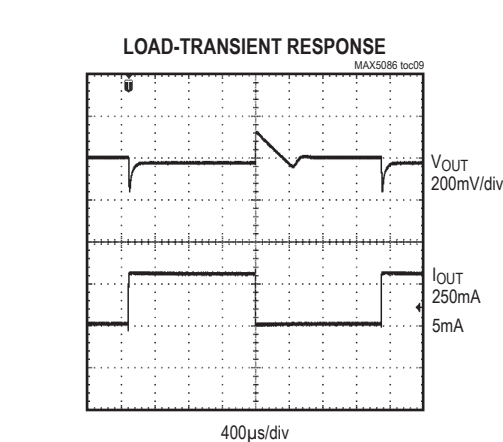 LOAD-TRANSIENT RESPONSE
MAX5086 toc09
T
VOUT
200mV/div
IOUT
250mA
5mA
400µs/div